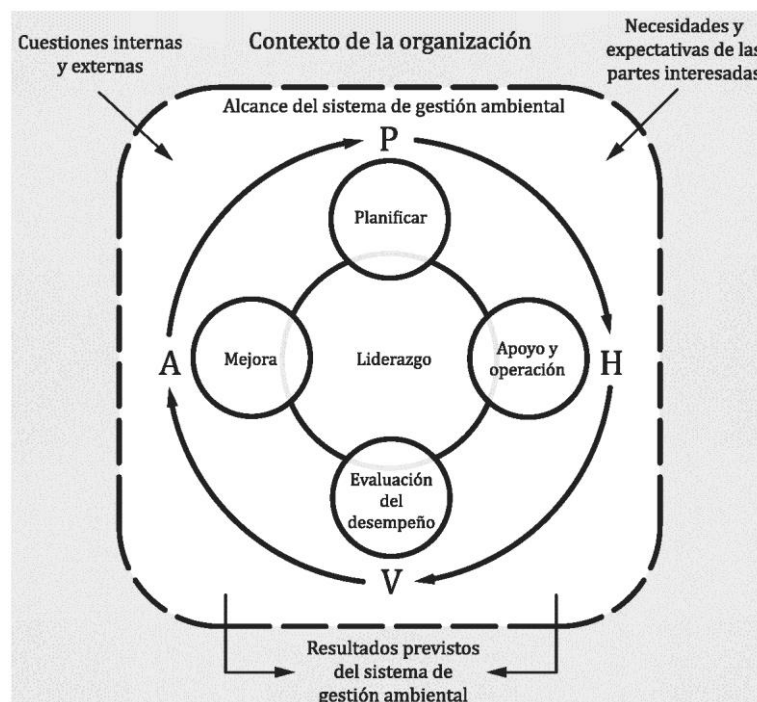 Cuestiones internas
y externas
Contexto de la organización
Necesidades y
expectativas de las
partes interesadas
Alcance del sistema de gestión ambiental
P
Planificar
A
Mejora
Liderazgo
Apoyo y
operación
H
Evaluación
del
desempeño
V
Resultados previstos
del sistema de
gestión ambiental